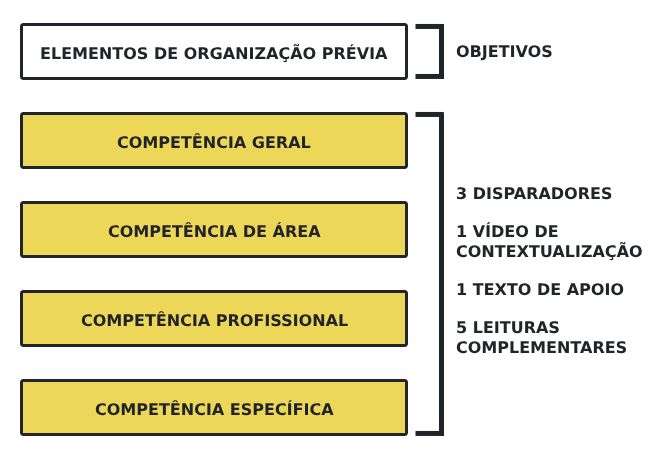 ELEMENTOS DE ORGANIZAÇÃO PRÉVIA
OBJETIVOS
COMPETÊNCIA GERAL
COMPETÊNCIA DE ÁREA
COMPETÊNCIA PROFISSIONAL
COMPETÊNCIA ESPECÍFICA
3 DISPARADORES
1 VÍDEO DE
CONTEXTUALIZAÇÃO
1 TEXTO DE APOIO
5 LEITURAS
COMPLEMENTARES